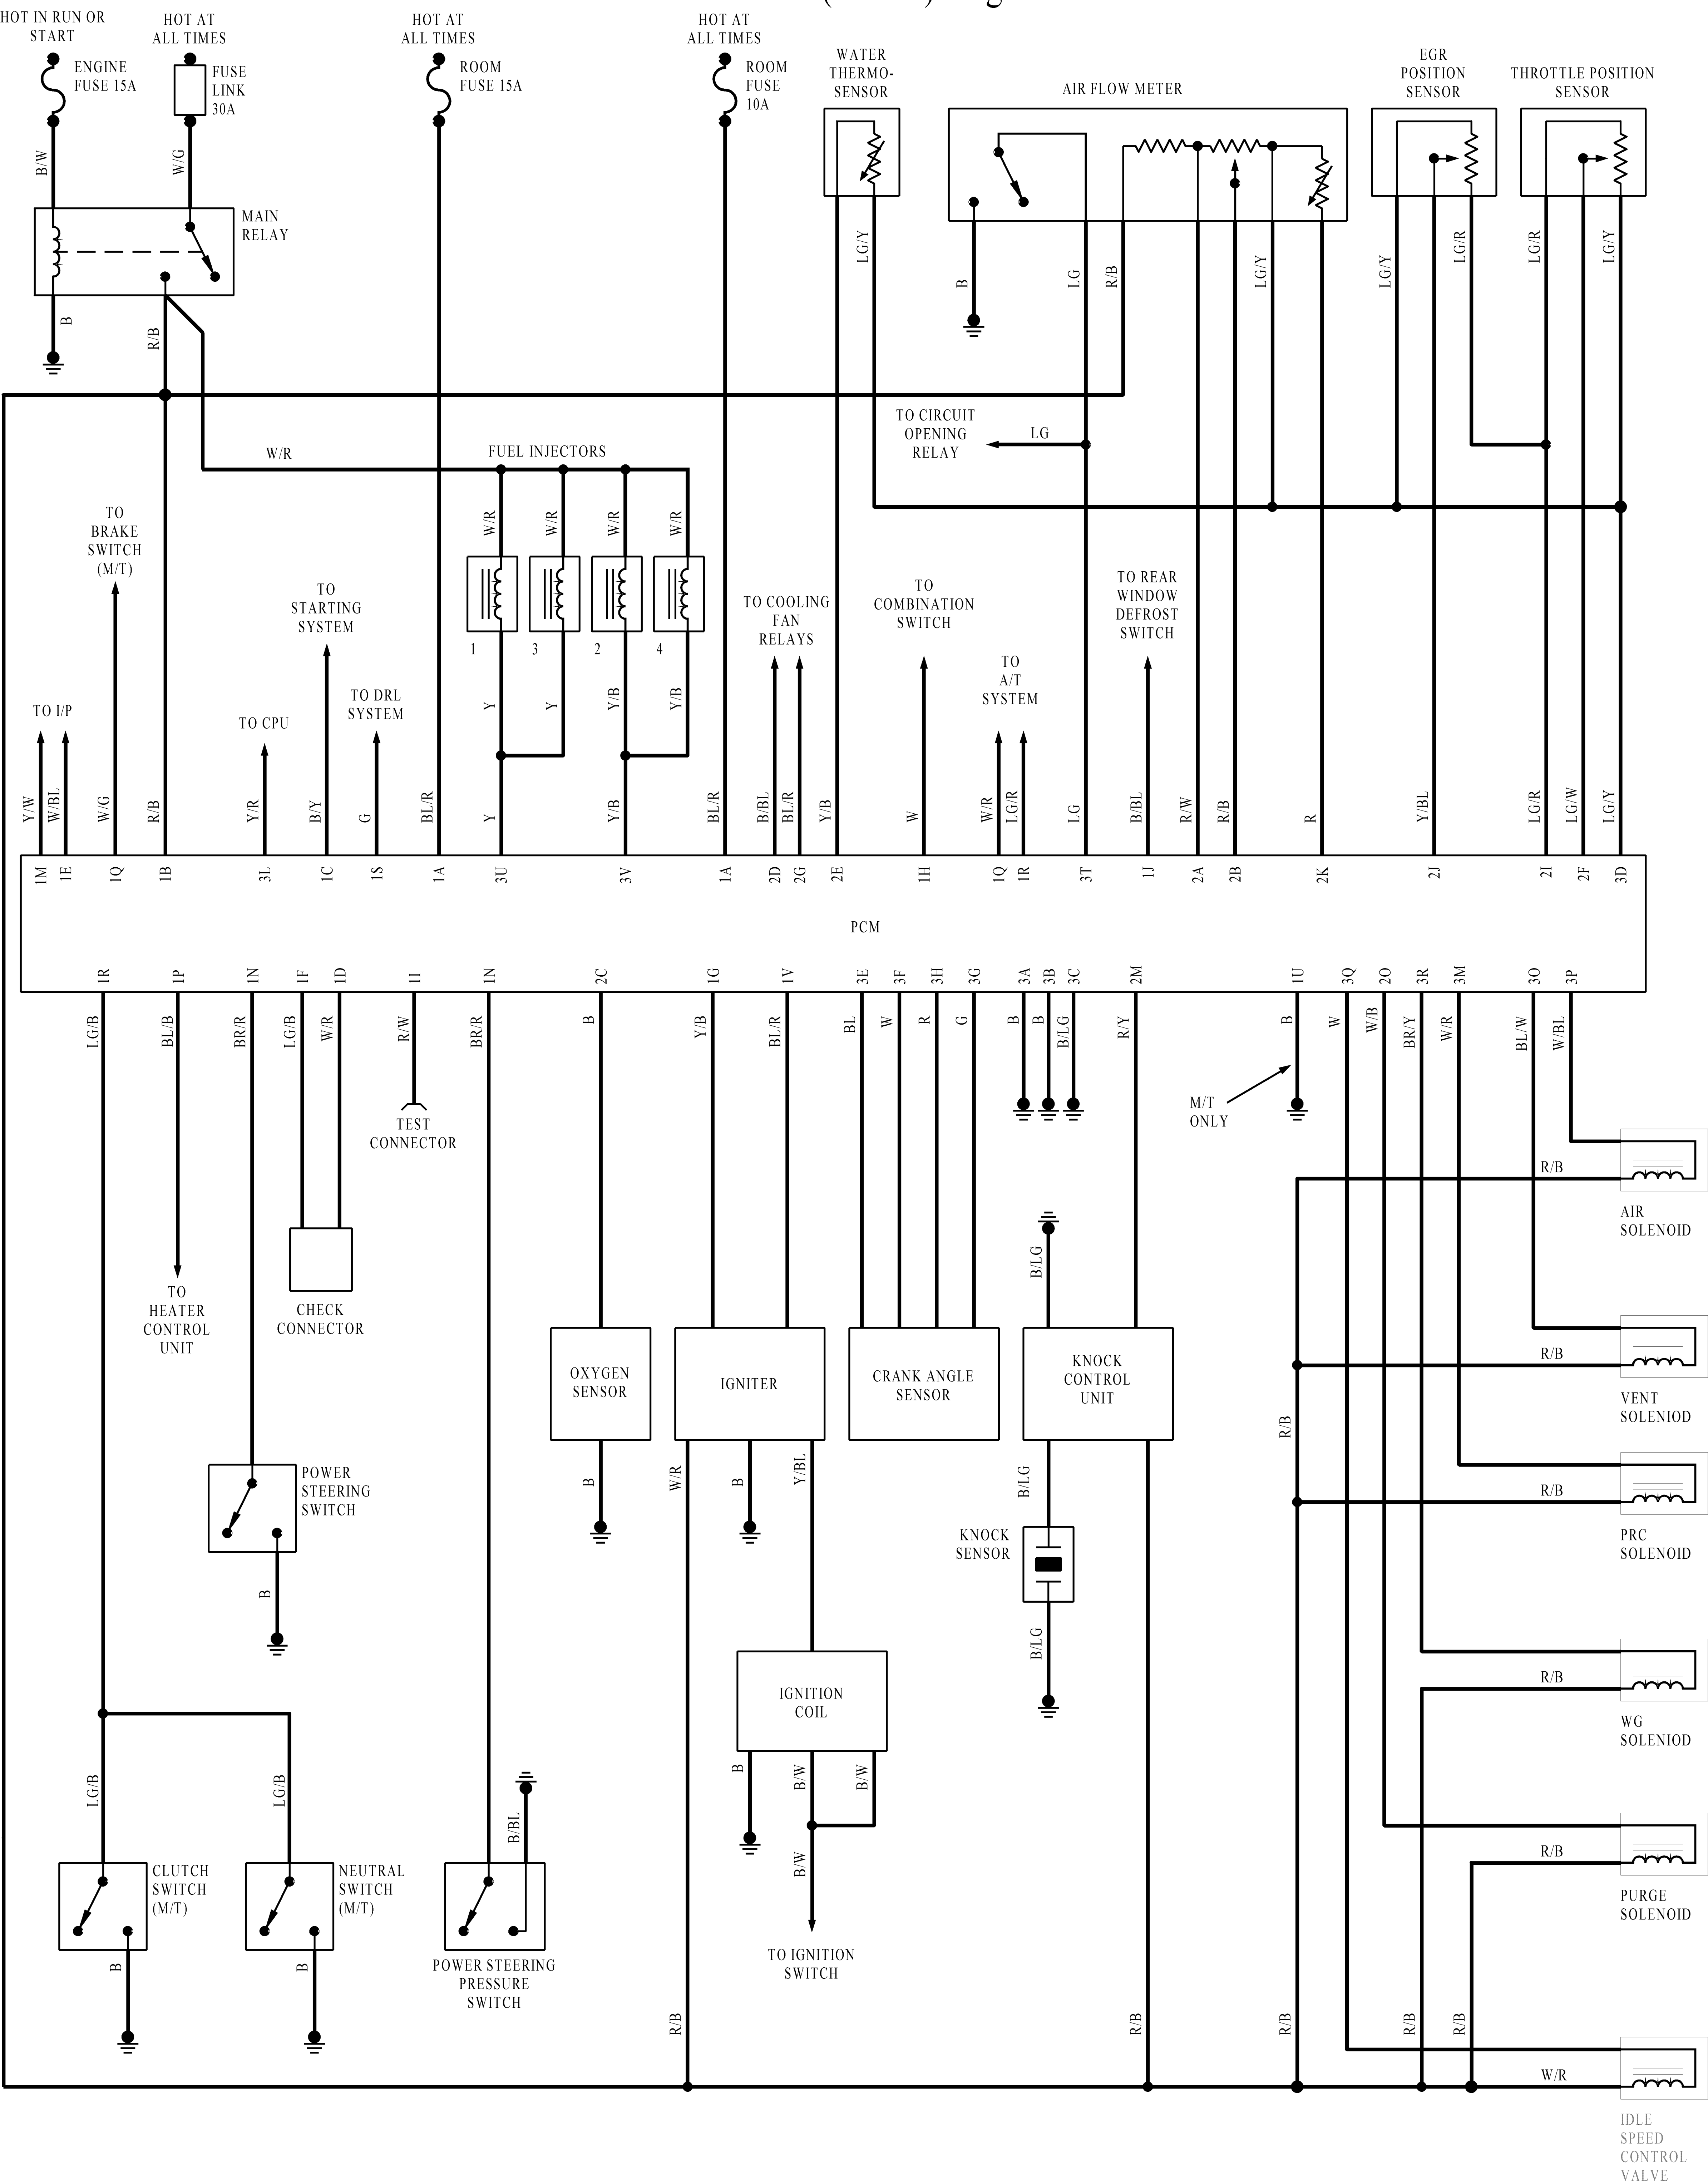 HOT IN RUN OR
START
HOT AT
ALL TIMES
HOT AT
ALL TIMES
HOT AT
ALL TIMES
ENGINE
FUSE 15A
FUSE
LINK
30A
ROOM
FUSE 15A
ROOM
FUSE
10A
WATER
THERMO-
SENSOR
AIR FLOW METER
EGR
POSITION
SENSOR
THROTTLE POSITION
SENSOR
B/W
W/G
MAIN
RELAY
B
R/B
LG/Y
B
LG
R/B
LG/Y
LG/Y
LG/R
LG/R
LG/Y
TO CIRCUIT
OPENING
RELAY
LG
W/R
FUEL INJECTORS
W/R
W/R
W/R
W/R
1
3
2
4
Y
Y
Y/B
Y/B
TO
BRAKE
SWITCH
(M/T)
TO
STARTING
SYSTEM
TO DRL
SYSTEM
TO I/P
TO CPU
TO COOLING
FAN
RELAYS
TO
COMBINATION
SWITCH
TO
A/T
SYSTEM
TO REAR
WINDOW
DEFROST
SWITCH
Y/W
W/BL
W/G
R/B
Y/R
B/Y
G
BL/R
Y
Y/B
BL/R
B/BL
BL/R
Y/B
W
W/R
LG/R
LG
B/BL
R/W
R/B
R
Y/BL
LG/R
LG/W
LG/Y
1M
1E
1Q
1B
3L
1C
1S
1A
3U
3V
1A
2D
2G
2E
1H
1Q
1R
3T
1J
2A
2B
2K
2J
2I
2F
3D
PCM
1R
1P
1N
1F
1D
1I
1N
2C
1G
1V
3E
3F
3H
3G
3A
3B
3C
2M
1U
3Q
2O
3R
3M
3O
3P
LG/B
BL/B
BR/R
LG/B
W/R
R/W
BR/R
B
Y/B
BL/R
BL
W
R
G
B
B
B/LG
R/Y
B
W
W/B
BR/Y
W/R
BL/W
W/BL
M/T
ONLY
TEST
CONNECTOR
R/B
AIR
SOLENOID
B/LG
TO
HEATER
CONTROL
UNIT
CHECK
CONNECTOR
OXYGEN
SENSOR
IGNITER
CRANK ANGLE
SENSOR
KNOCK
CONTROL
UNIT
R/B
VENT
SOLENIOD
R/B
POWER
STEERING
SWITCH
B
W/R
B
Y/BL
B/LG
R/B
PRC
SOLENIOD
KNOCK
SENSOR
B
B/LG
IGNITION
COIL
R/B
WG
SOLENIOD
LG/B
LG/B
B/BL
B
B/W
B/W
R/B
PURGE
SOLENOID
CLUTCH
SWITCH
(M/T)
NEUTRAL
SWITCH
(M/T)
B/W
B
B
POWER STEERING
PRESSURE
SWITCH
TO IGNITION
SWITCH
R/B
R/B
R/B
R/B
R/B
W/R
IDLE
SPEED
CONTROL
VALVE